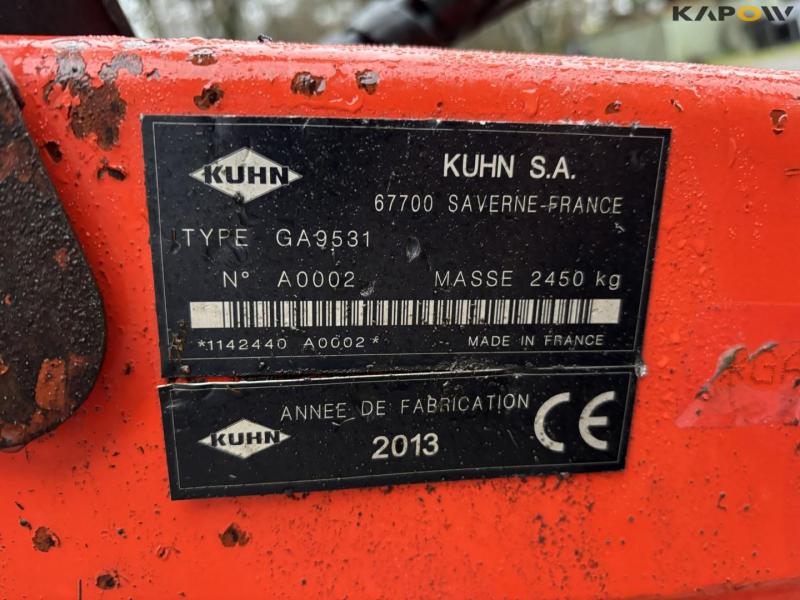 KAPOW
KUHN
KUHN S.A.
67700 SAVERNE-FRANCE
TYPE GA9531
N° A0002 MASSE 2450 kg
*1142440 A0002* MADE IN FRANCE
KUHN
ANNEE DE FABRICATION
2013
CE